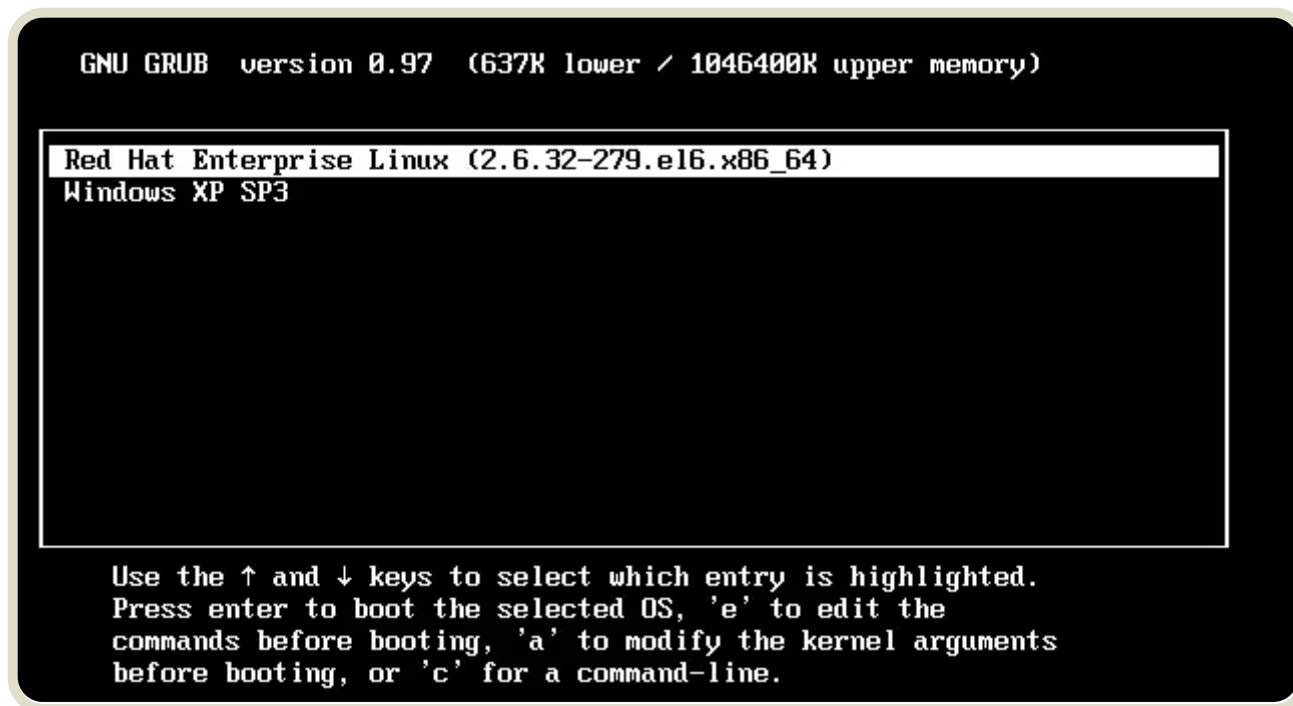 GNU GRUB version 0.97 (637K lower / 1046400K upper memory)
Red Hat Enterprise Linux (2.6.32-279.el6.x86_64)
Windows XP SP3
Use the ↑ and ↓ keys to select which entry is highlighted.
Press enter to boot the selected OS, 'e' to edit the
commands before booting, 'a' to modify the kernel arguments
before booting, or 'c' for a command-line.